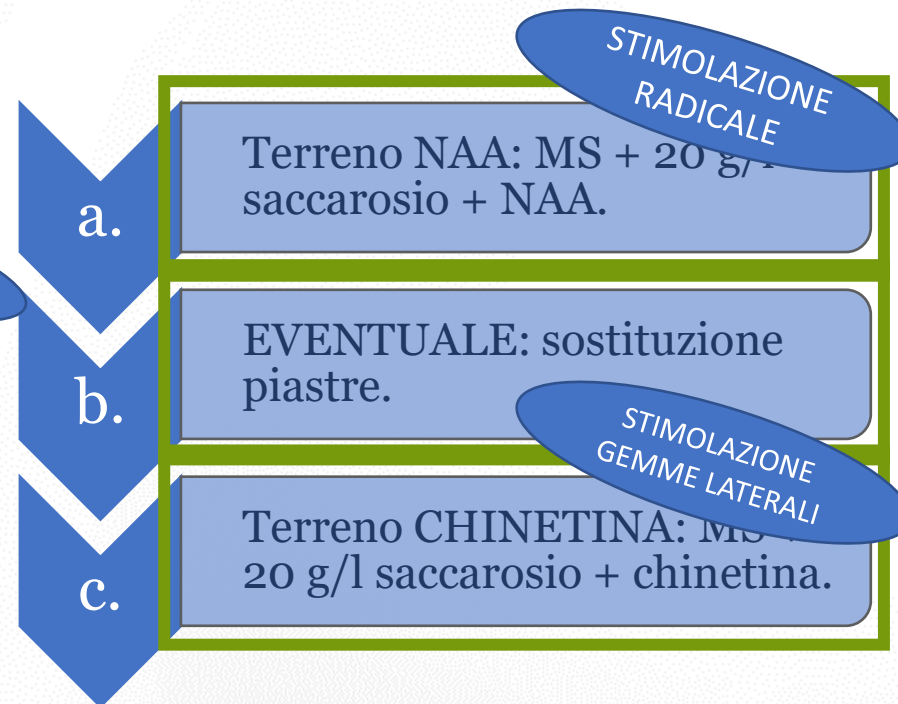 STIMOLAZIONE
RADICALE
a.
Terreno NAA: MS + 20 g/l
saccarosio + NAA.
b.
EVENTUALE: sostituzione
piastre.
STIMOLAZIONE
GEMME LATERALI
c.
Terreno CHINETINA: MS +
20 g/l saccarosio + chinetina.